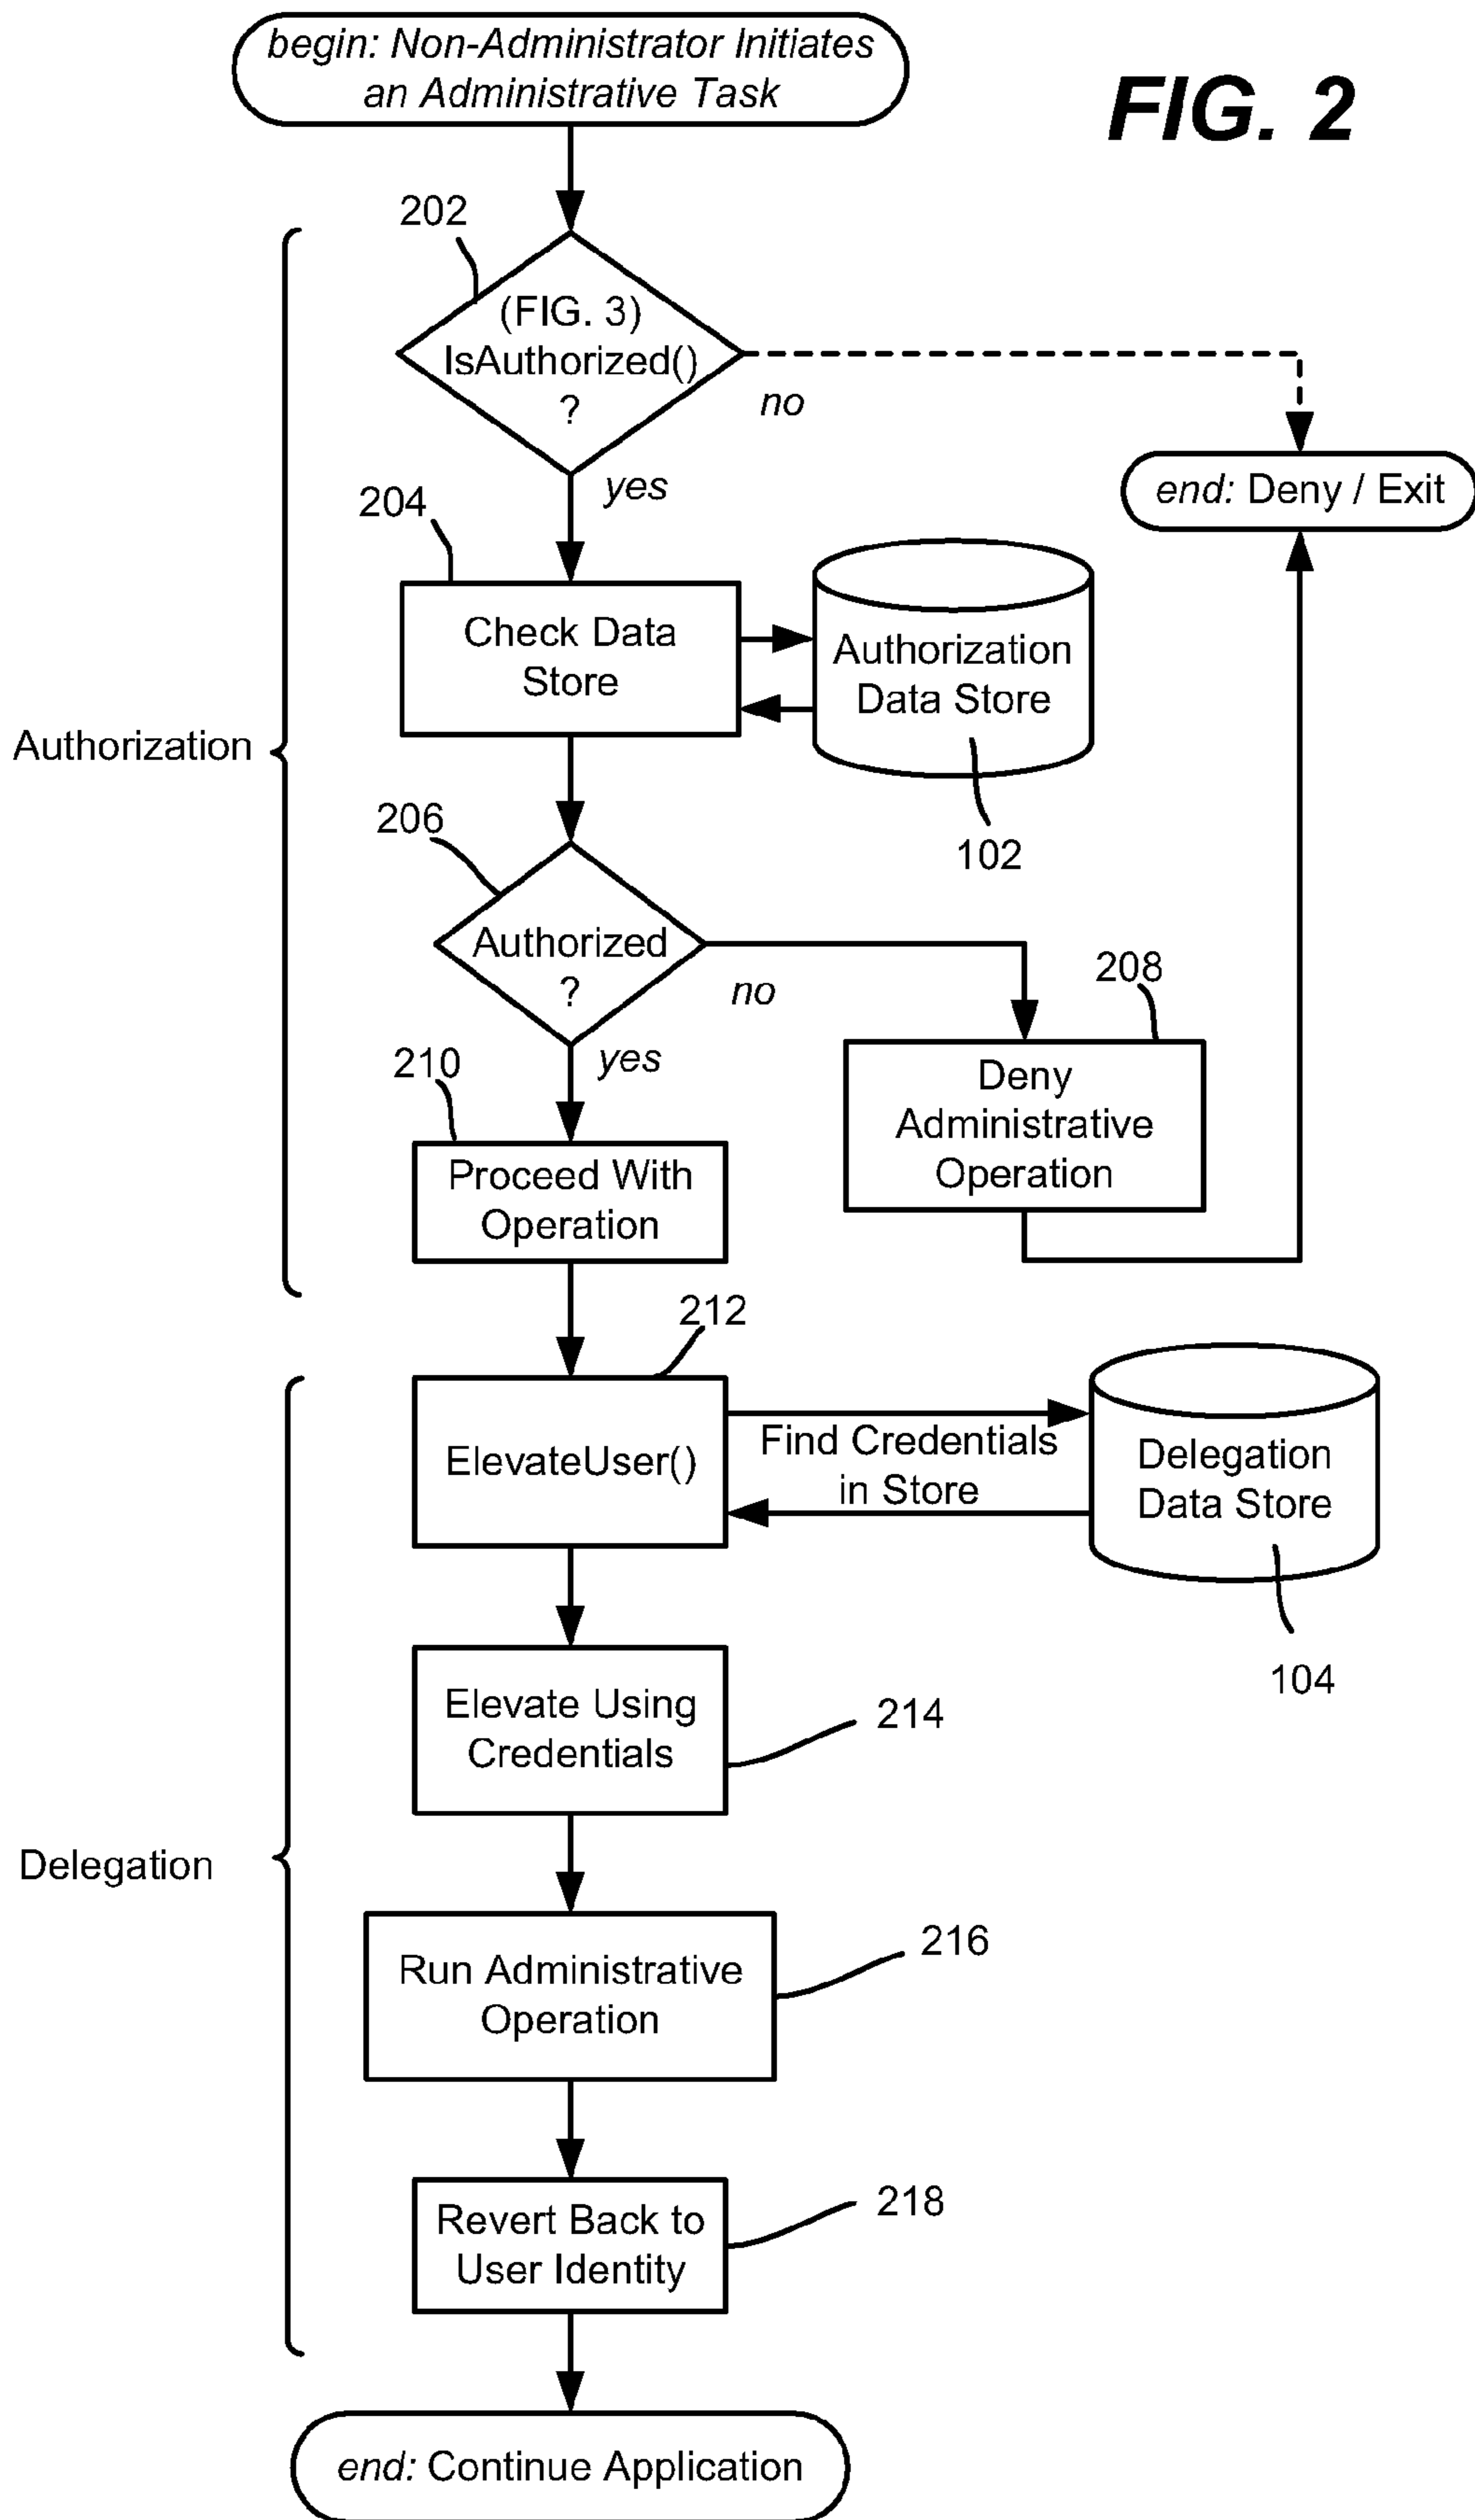 begin: Non-Administrator Initiates
an Administrative Task
FIG. 2
202
(FIG. 3)
IsAuthorized()
?
no
yes
end: Deny / Exit
204
Check Data
Store
Authorization
Data Store
102
Authorization
206
Authorized
?
no
yes
208
Deny
Administrative
Operation
210
Proceed With
Operation
212
ElevateUser()
Find Credentials
in Store
Delegation
Data Store
104
Elevate Using
Credentials
214
Delegation
216
Run Administrative
Operation
218
Revert Back to
User Identity
end: Continue Application